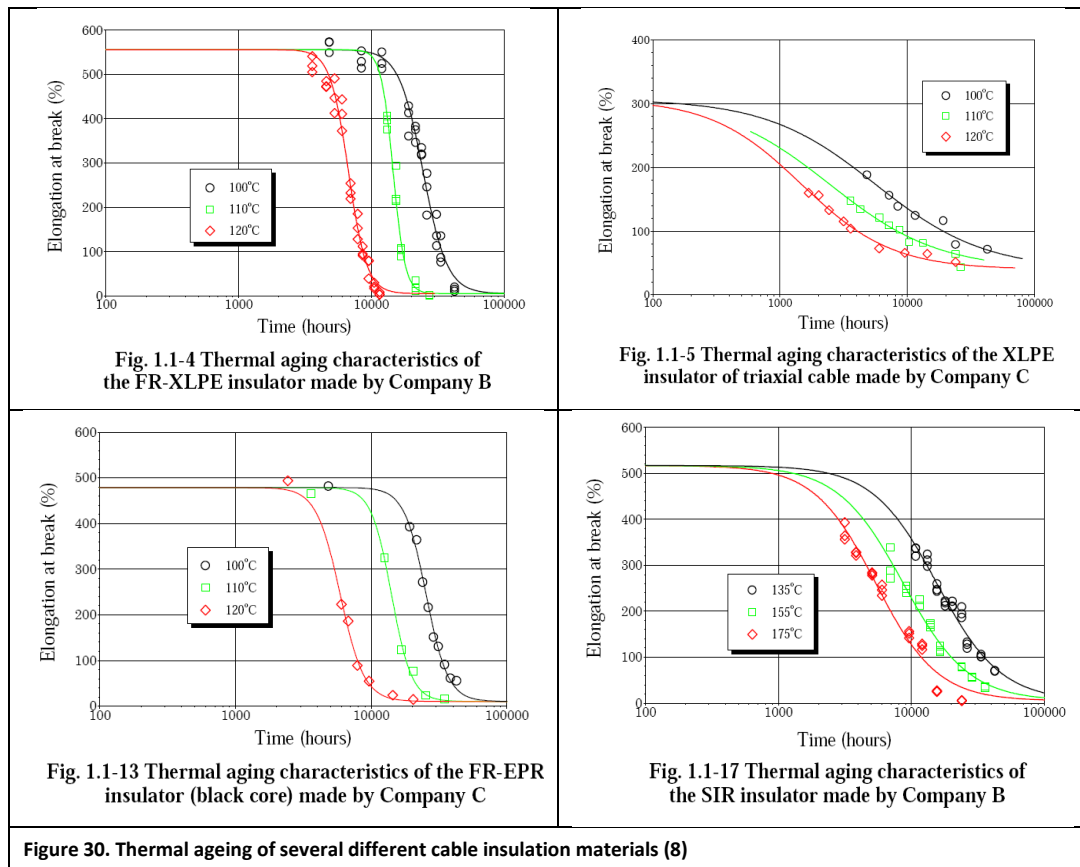 600
500
400
300
200
100
0
Elongation at break (%)
100°C
110°C
120°C
100
1000
10000
100000
Time (hours)
Fig. 1.1-4 Thermal aging characteristics of
the FR-XLPE insulator made by Company B
400
300
200
100
0
Elongation at break (%)
100°C
110°C
120°C
100
1000
10000
100000
Time (hours)
Fig. 1.1-5 Thermal aging characteristics of the XLPE
insulator of triaxial cable made by Company C
600
500
400
300
200
100
0
Elongation at break (%)
100°C
110°C
120°C
100
1000
10000
100000
Time (hours)
Fig. 1.1-13 Thermal aging characteristics of the FR-EPR
insulator (black core) made by Company C
600
500
400
300
200
100
0
Elongation at break (%)
135°C
155°C
175°C
100
1000
10000
100000
Time (hours)
Fig. 1.1-17 Thermal aging characteristics of
the SIR insulator made by Company B
Figure 30. Thermal ageing of several different cable insulation materials (8)